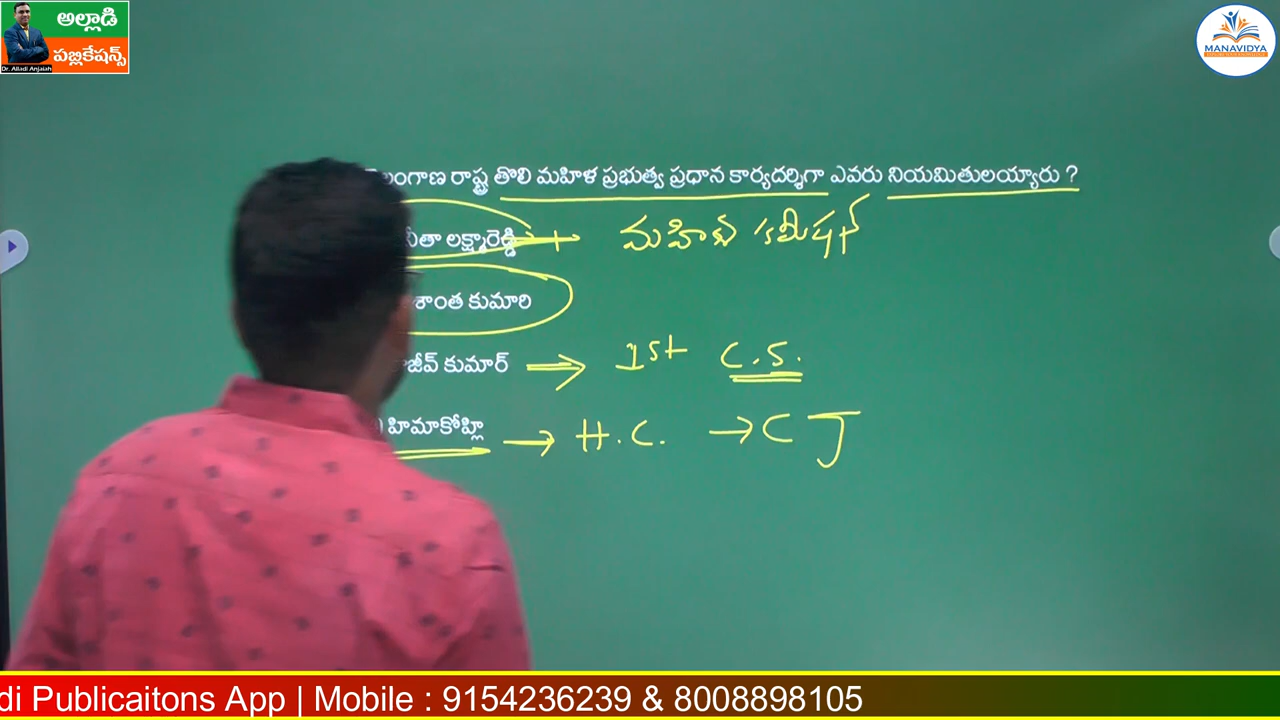 అల్లాడి
పబ్లికేషన్స్
Dr. Alladi Anjaiah
MANAVIDYA
రాష్ట్ర తొలి మహిళ ప్రభుత్వ ప్రధాన కార్యదర్శిగా ఎవరు నియమితులయ్యారు ?
లక్ష్మారెడ్డి మహిళా కమీషన్
శాంత కుమారి
కుమార్ ⇒ 1st C.S.
హిమాకోహ్లి → H.C. → CJ
di Publicaitons App | Mobile : 9154236239 & 8008898105